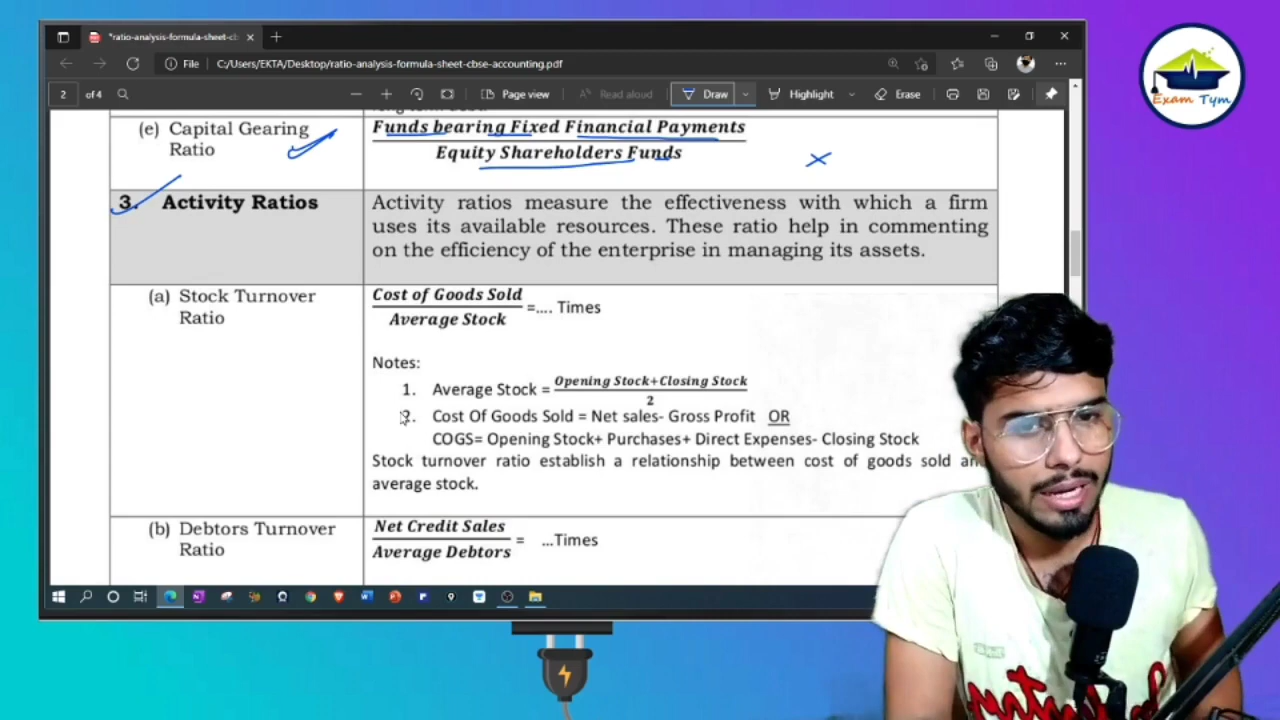 *ratio-analysis-formula-sheet-cb
File C:/Users/EKTA/Desktop/ratio-analysis-formula-sheet-cbse-accounting.pdf
2 of 4 Page view Read aloud Draw Highlight Erase
Exam Tym
(e) Capital Gearing Ratio
Funds bearing Fixed Financial Payments
Equity Shareholders Funds
3. Activity Ratios
Activity ratios measure the effectiveness with which a firm
uses its available resources. These ratio help in commenting
on the efficiency of the enterprise in managing its assets.
(a) Stock Turnover
Ratio
Cost of Goods Sold
Average Stock
=.... Times
Notes:
1. Average Stock = Opening Stock+Closing Stock
2
2. Cost Of Goods Sold = Net sales- Gross Profit OR
COGS= Opening Stock+ Purchases+ Direct Expenses- Closing Stock
Stock turnover ratio establish a relationship between cost of goods sold
average stock.
(b) Debtors Turnover
Ratio
Net Credit Sales
Average Debtors
= ...Times